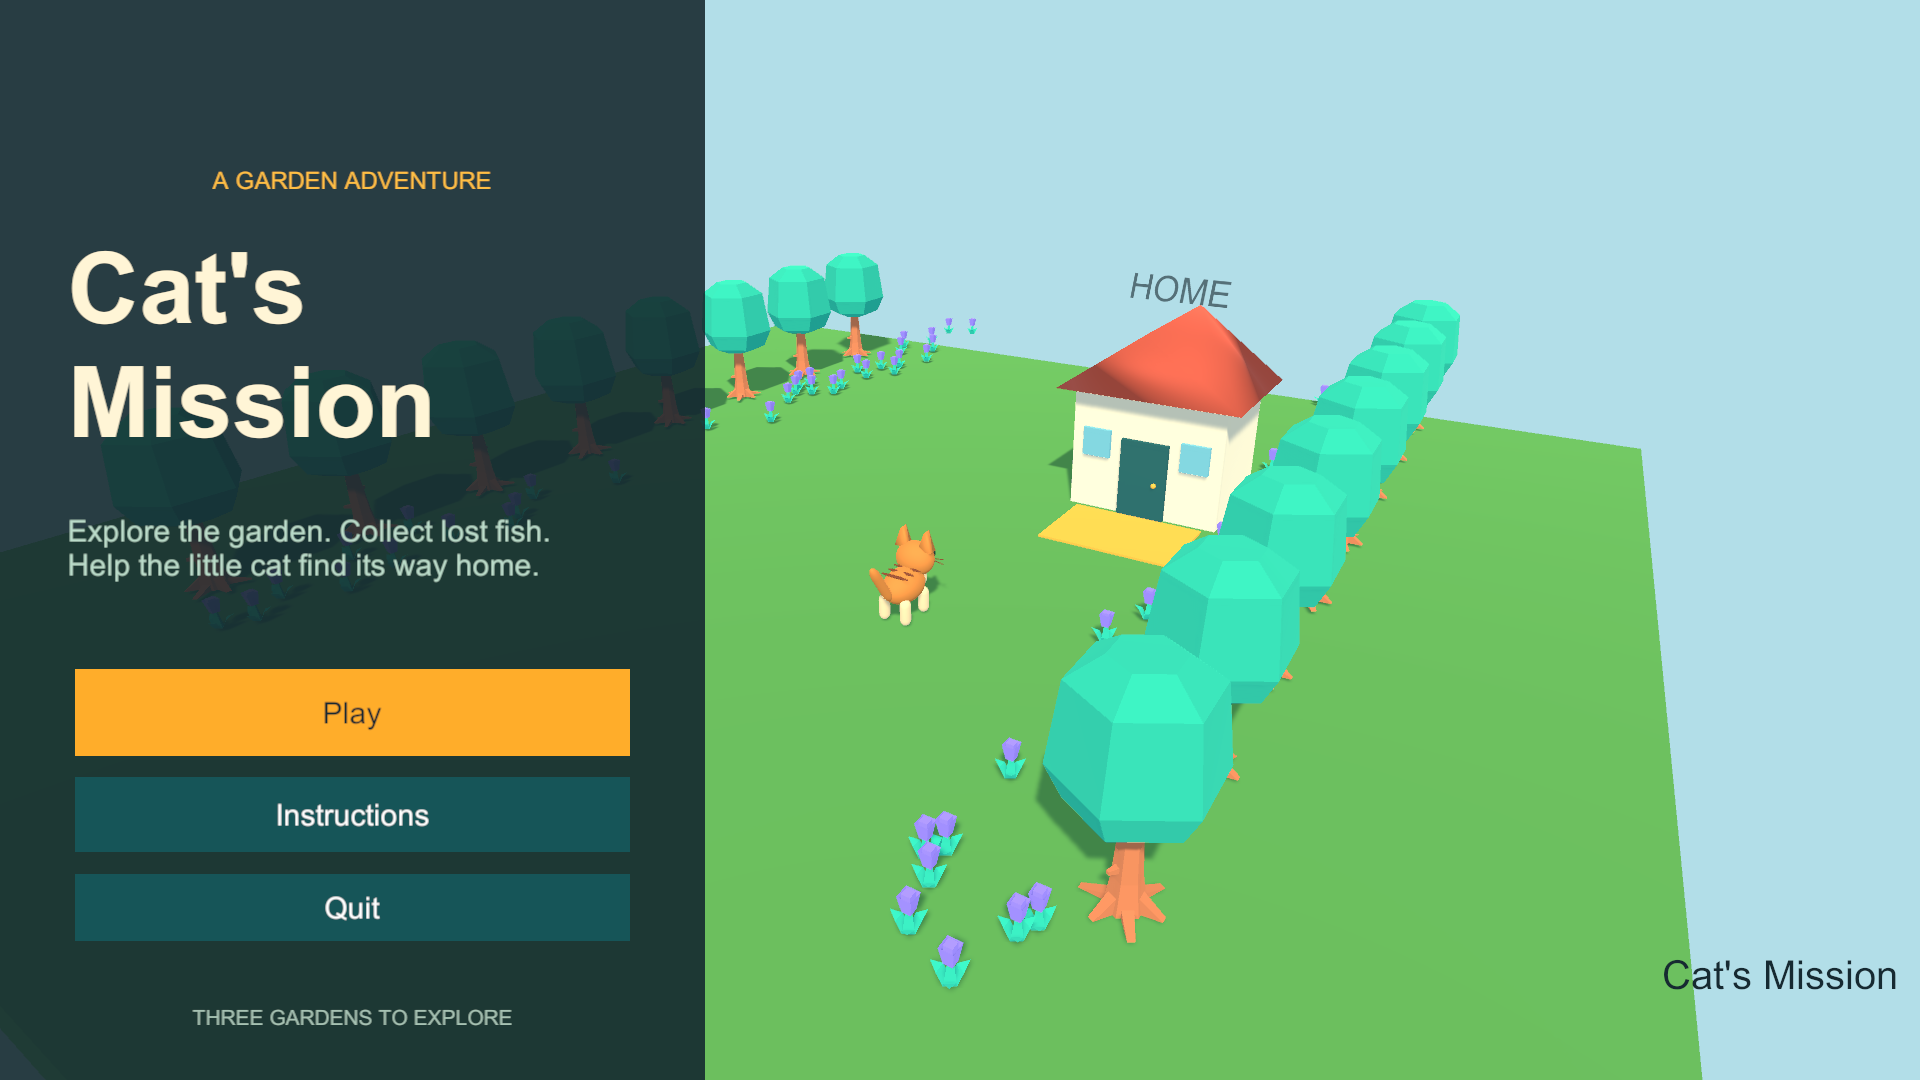 A GARDEN ADVENTURE
Cat's
Mission
Explore the garden. Collect lost fish.
Help the little cat find its way home.
Play
Instructions
Quit
THREE GARDENS TO EXPLORE
HOME
Cat's Mission